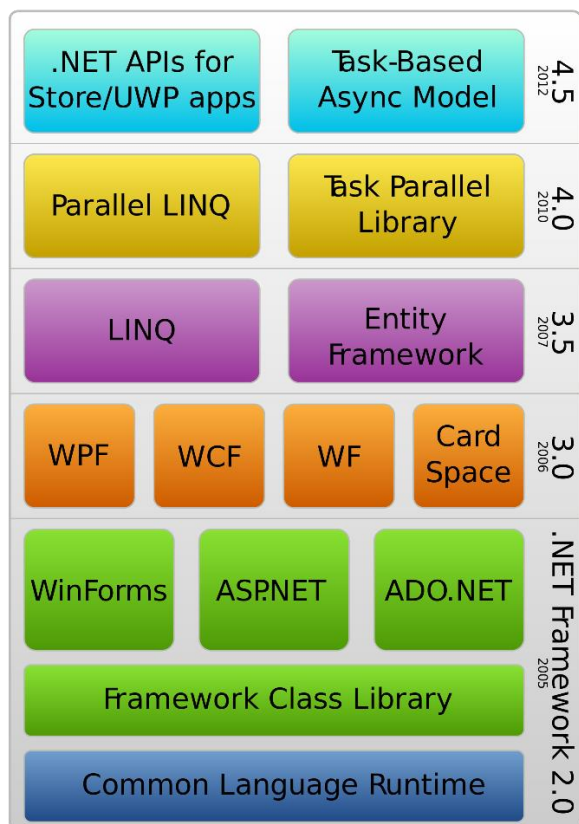 .NET APIs for
Store/UWP apps
Task-Based
Async Model
4.5
2012
Parallel LINQ
Task Parallel
Library
4.0
2010
LINQ
Entity
Framework
3.5
2007
WPF
WCF
WF
Card
Space
3.0
2006
WinForms
ASP.NET
ADO.NET
Framework Class Library
Common Language Runtime
.NET Framework 2.0
2005